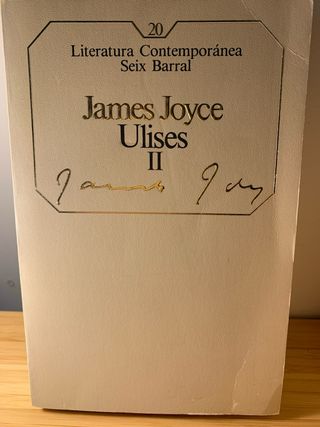 20
Literatura Contemporánea
Seix Barral
James Joyce
Ulises
II
James Joyce